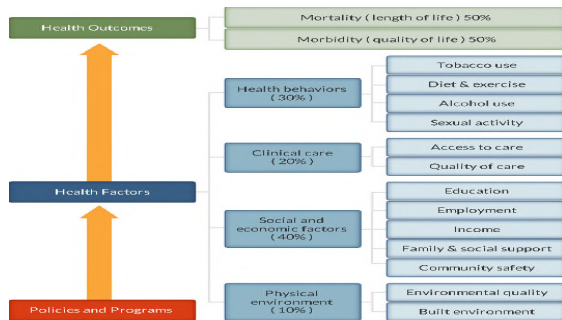 Health Outcomes
Mortality (length of life) 50%
Morbidity (quality of life) 50%
Health behaviors
(30%)
Tobacco use
Diet & exercise
Alcohol use
Sexual activity
Clinical care
(20%)
Access to care
Quality of care
Health Factors
Social and
economic factors
(40%)
Education
Employment
Income
Family & social support
Community safety
Physical
environment
(10%)
Environmental quality
Built environment
Policies and Programs